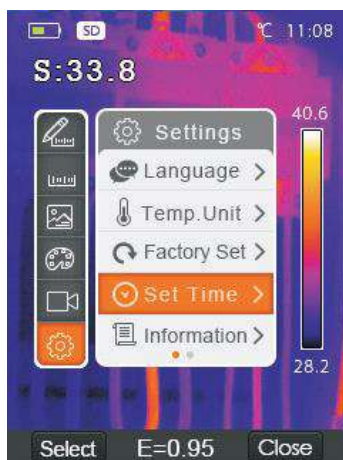 SD °C 11:08
S:33.8
40.6
Settings
Language
Temp.Unit
Factory Set
Set Time
Information
28.2
Select E=0.95 Close